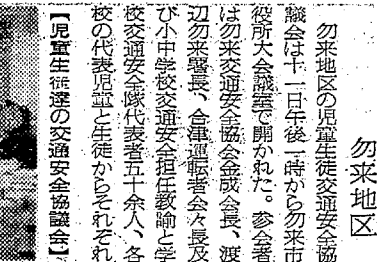 勿来地区
勿来地区の児童生徒交通安全協
議会は十一日午後一時から勿来市
役所大会議室で開かれた。参会者
は勿来交通安全協会金成会長、渡
辺勿来署長、合津運転者会々長及
び小中学校交通安全担任教諭と学
校交通安全隊代表者五十余人、各
校の代表児童と生徒からそれぞれ
【児童生徒達の交通安全協議会】